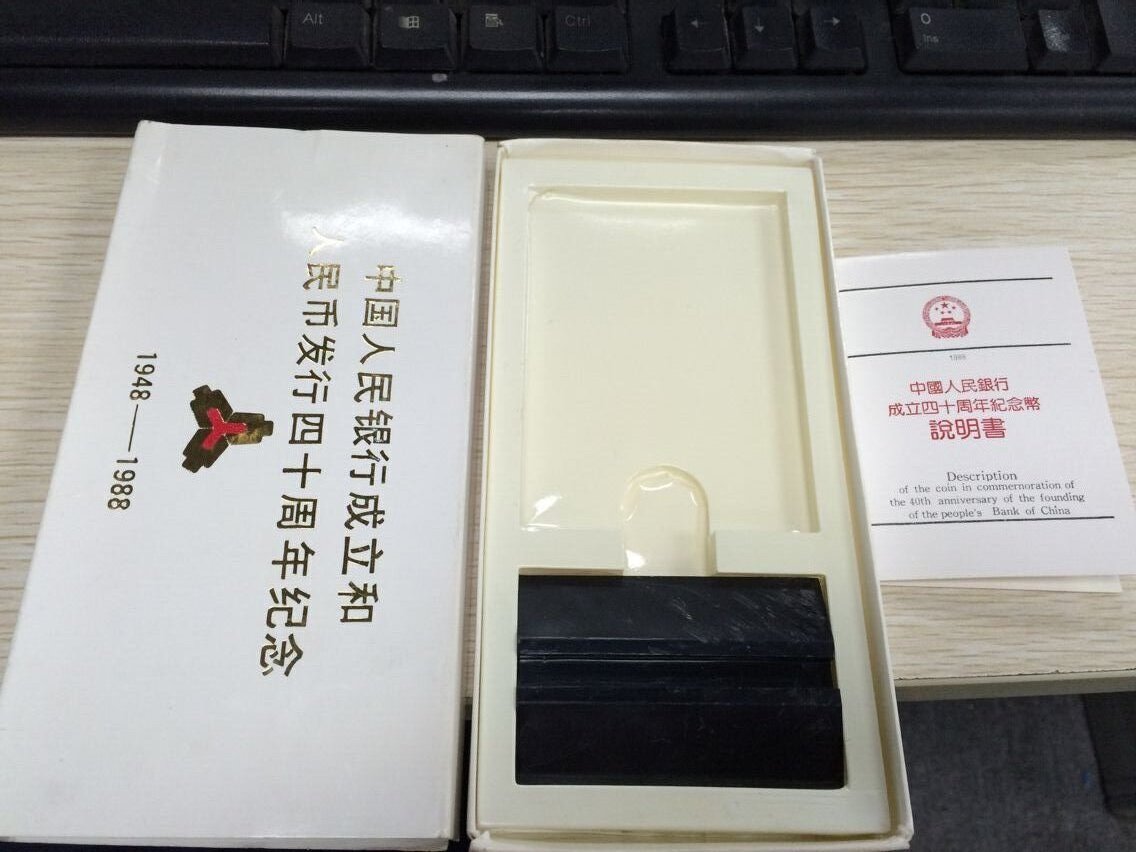 Alt
Ctrl
←
↓
→
0
Ins
中国人民银行成立和
人民币发行四十周年纪念
1948—1988
1988
中國人民銀行
成立四十周年紀念幣
說明書
Description
of the coin in commemoration of
the 40th anniversary of the founding
of the people's Bank of China